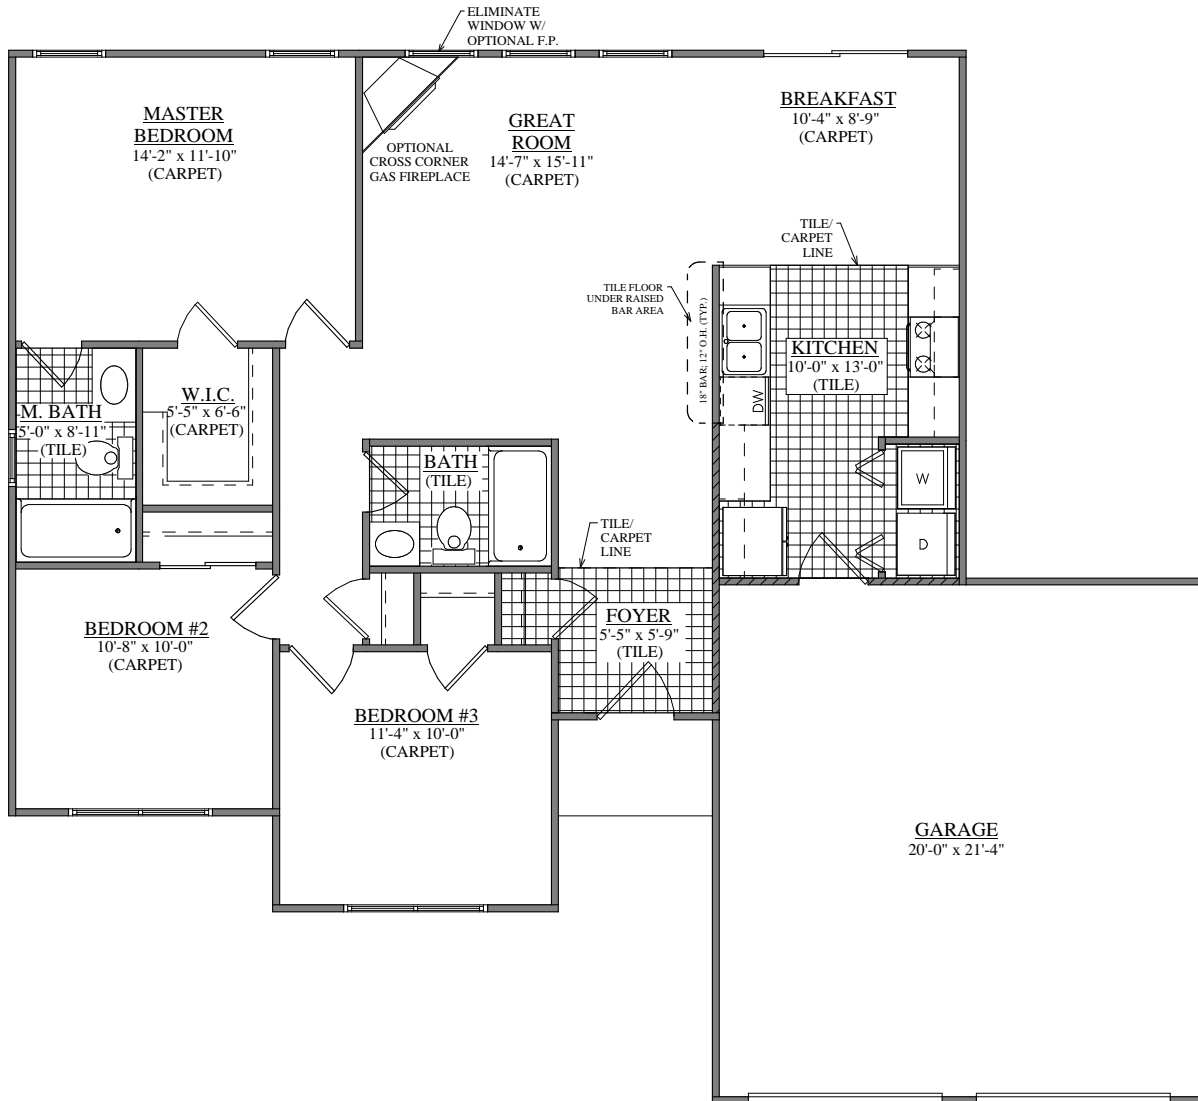 ELIMINATE
WINDOW W/
OPTIONAL F.P.
MASTER
BEDROOM
14'-2" x 11'-10"
(CARPET)
OPTIONAL
CROSS CORNER
GAS FIREPLACE
GREAT
ROOM
14'-7" x 15'-11"
(CARPET)
BREAKFAST
10'-4" x 8'-9"
(CARPET)
TILE/
CARPET
LINE
TILE FLOOR
UNDER RAISED
BAR AREA
18" BAR; 12" O.H. (TYP.)
KITCHEN
10'-0" x 13'-0"
(TILE)
DW
W
D
M. BATH
5'-0" x 8'-11"
(TILE)
W.I.C.
5'-5" x 6'-6"
(CARPET)
BATH
(TILE)
TILE/
CARPET
LINE
FOYER
5'-5" x 5'-9"
(TILE)
BEDROOM #2
10'-8" x 10'-0"
(CARPET)
BEDROOM #3
11'-4" x 10'-0"
(CARPET)
GARAGE
20'-0" x 21'-4"